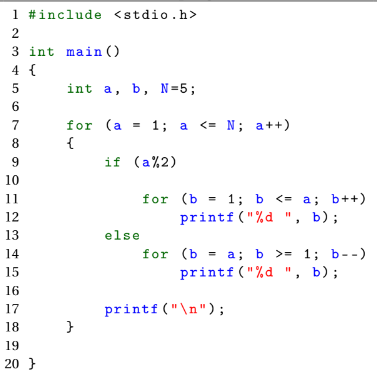 1 #include <stdio.h>
2
3 int main()
4 {
5     int a, b, N=5;
6
7     for (a = 1; a <= N; a++)
8     {
9         if (a%2)
10
11             for (b = 1; b <= a; b++)
12                 printf("%d ", b);
13         else
14             for (b = a; b >= 1; b--)
15                 printf("%d ", b);
16
17         printf("\n");
18     }
19
20 }